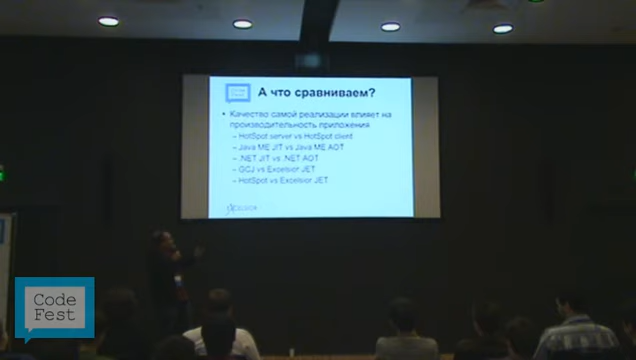 А что сравниваем?
• Качество самой реализации влияет на
производительность приложения
– HotSpot server vs HotSpot client
– Java ME JIT vs Java ME AOT
– .NET JIT vs .NET AOT
– GCJ vs Excelsior JET
– HotSpot vs Excelsior JET
EXCELSIOR
Code
Fest